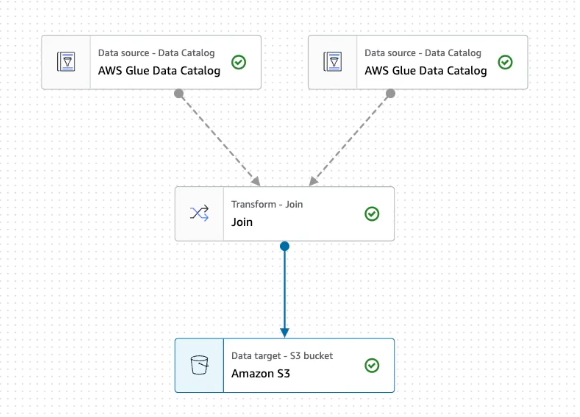 Data source - Data Catalog
AWS Glue Data Catalog
Data source - Data Catalog
AWS Glue Data Catalog
Transform - Join
Join
Data target - S3 bucket
Amazon S3